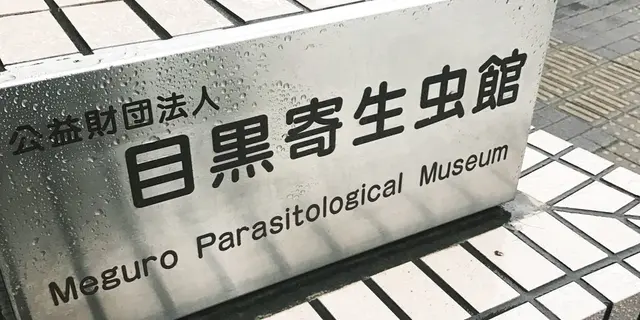 公益財団法人
目黒寄生虫館
Meguro Parasitological Museum